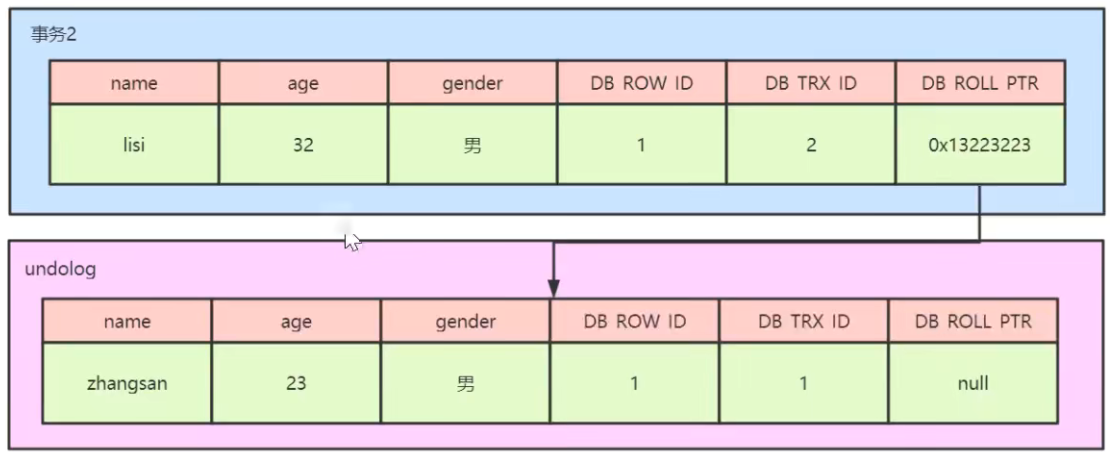 事务2
name age gender DB ROW ID DB TRX ID DB ROLL PTR
lisi 32 男 1 2 0x13223223
undolog
name age gender DB ROW ID DB TRX ID DB ROLL PTR
zhangsan 23 男 1 1 null